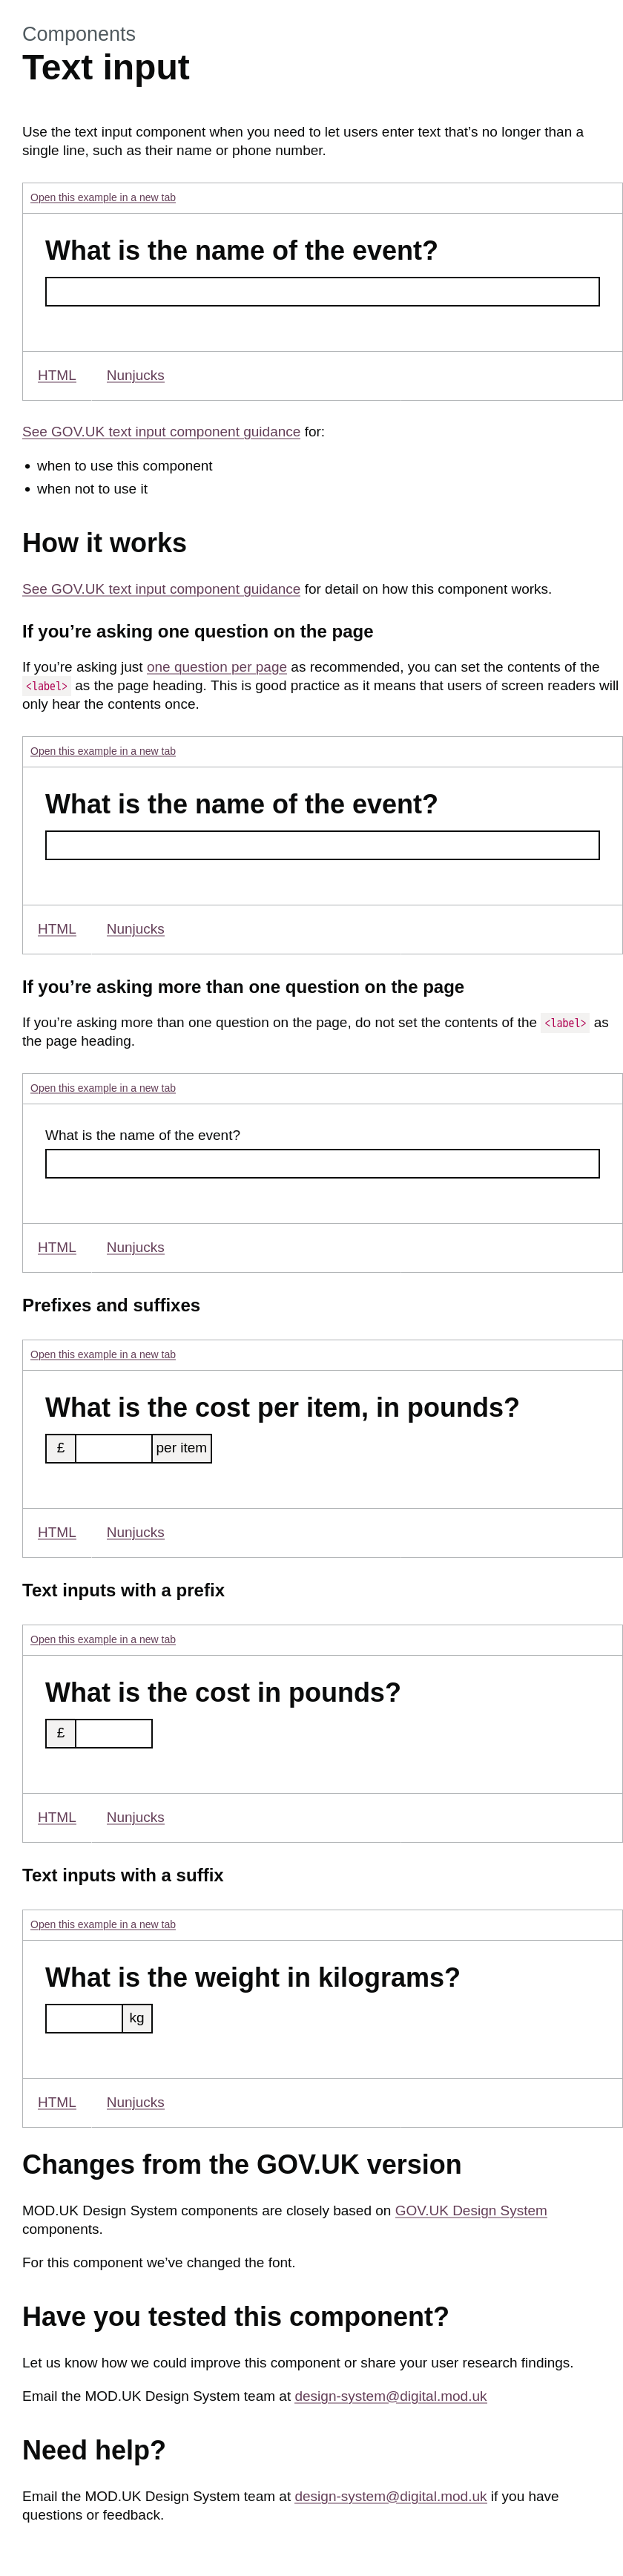 Components
Text input
Use the text input component when you need to let users enter text that’s no longer than a
single line, such as their name or phone number.
Open this example in a new tab
What is the name of the event?
HTML Nunjucks
See GOV.UK text input component guidance for:
• when to use this component
• when not to use it
How it works
See GOV.UK text input component guidance for detail on how this component works.
If you’re asking one question on the page
If you’re asking just one question per page as recommended, you can set the contents of the
<label> as the page heading. This is good practice as it means that users of screen readers will
only hear the contents once.
Open this example in a new tab
What is the name of the event?
HTML Nunjucks
If you’re asking more than one question on the page
If you’re asking more than one question on the page, do not set the contents of the <label> as
the page heading.
Open this example in a new tab
What is the name of the event?
HTML Nunjucks
Prefixes and suffixes
Open this example in a new tab
What is the cost per item, in pounds?
£ per item
HTML Nunjucks
Text inputs with a prefix
Open this example in a new tab
What is the cost in pounds?
£
HTML Nunjucks
Text inputs with a suffix
Open this example in a new tab
What is the weight in kilograms?
kg
HTML Nunjucks
Changes from the GOV.UK version
MOD.UK Design System components are closely based on GOV.UK Design System
components.
For this component we’ve changed the font.
Have you tested this component?
Let us know how we could improve this component or share your user research findings.
Email the MOD.UK Design System team at design-system@digital.mod.uk
Need help?
Email the MOD.UK Design System team at design-system@digital.mod.uk if you have
questions or feedback.